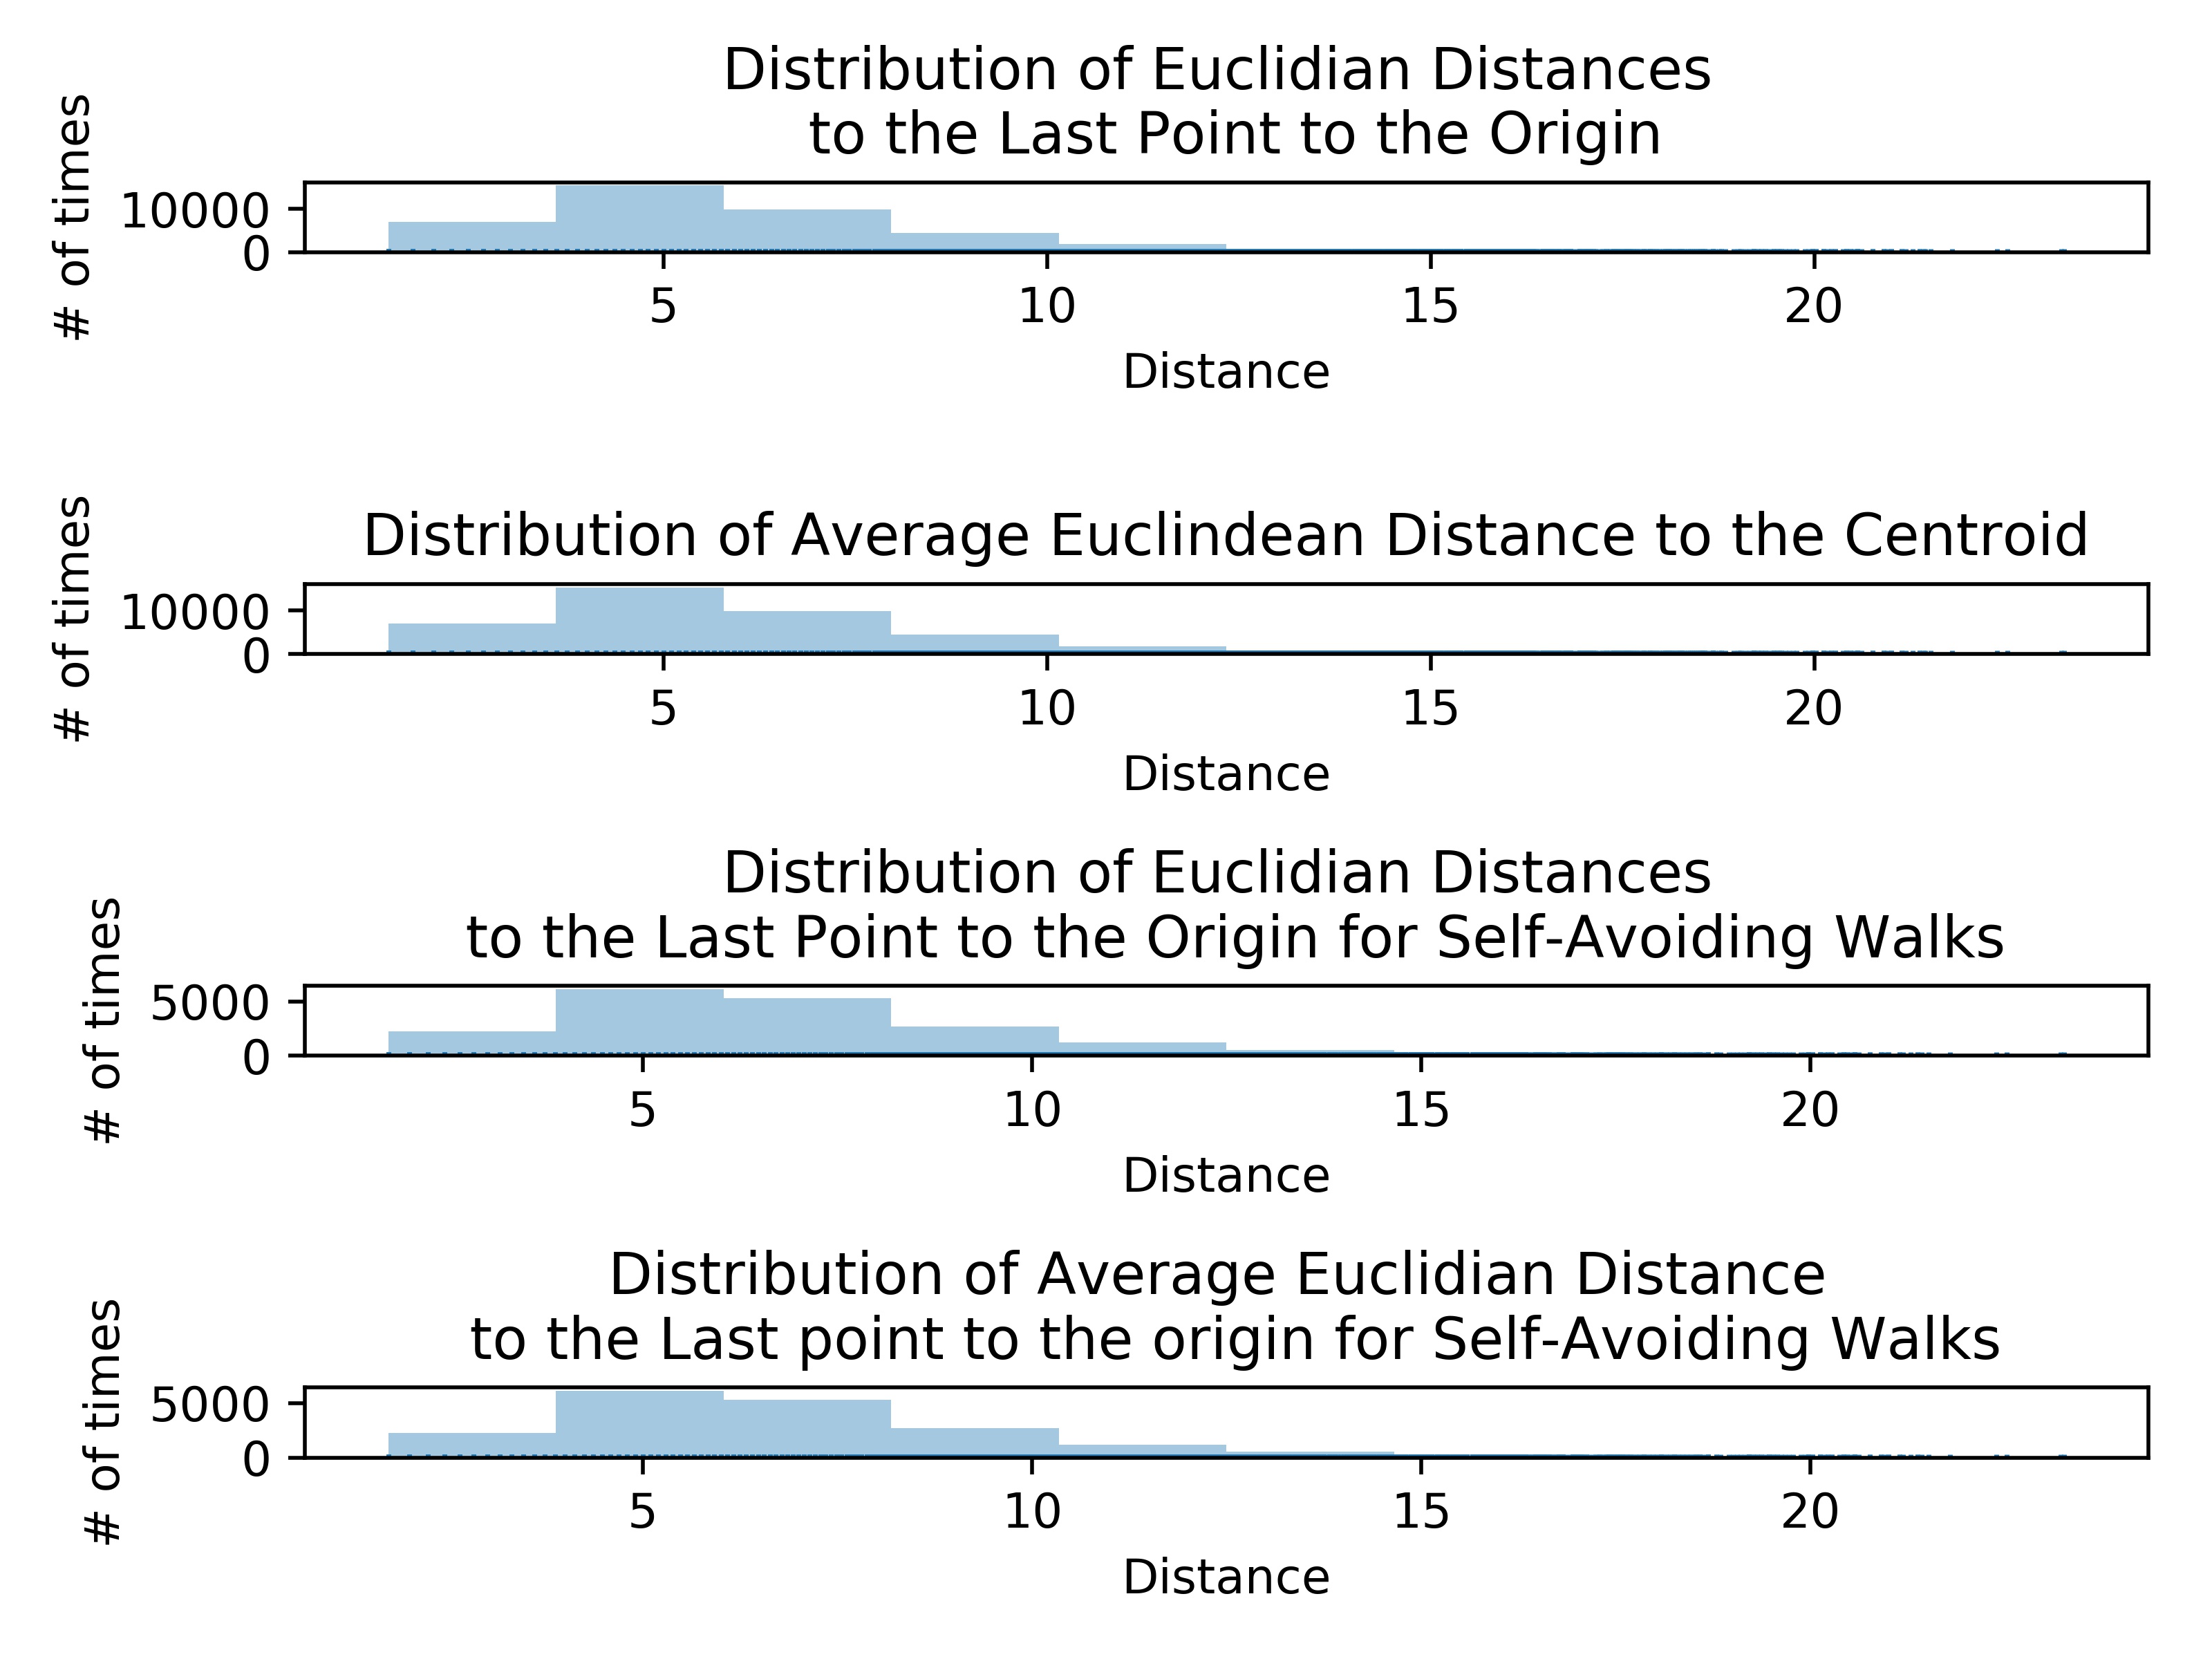 Distribution of Euclidian Distances
to the Last Point to the Origin
# of times
10000
0
5 10 15 20
Distance
Distribution of Average Euclindean Distance to the Centroid
# of times
10000
0
5 10 15 20
Distance
Distribution of Euclidian Distances
to the Last Point to the Origin for Self-Avoiding Walks
# of times
5000
0
5 10 15 20
Distance
Distribution of Average Euclidian Distance
to the Last point to the origin for Self-Avoiding Walks
# of times
5000
0
5 10 15 20
Distance